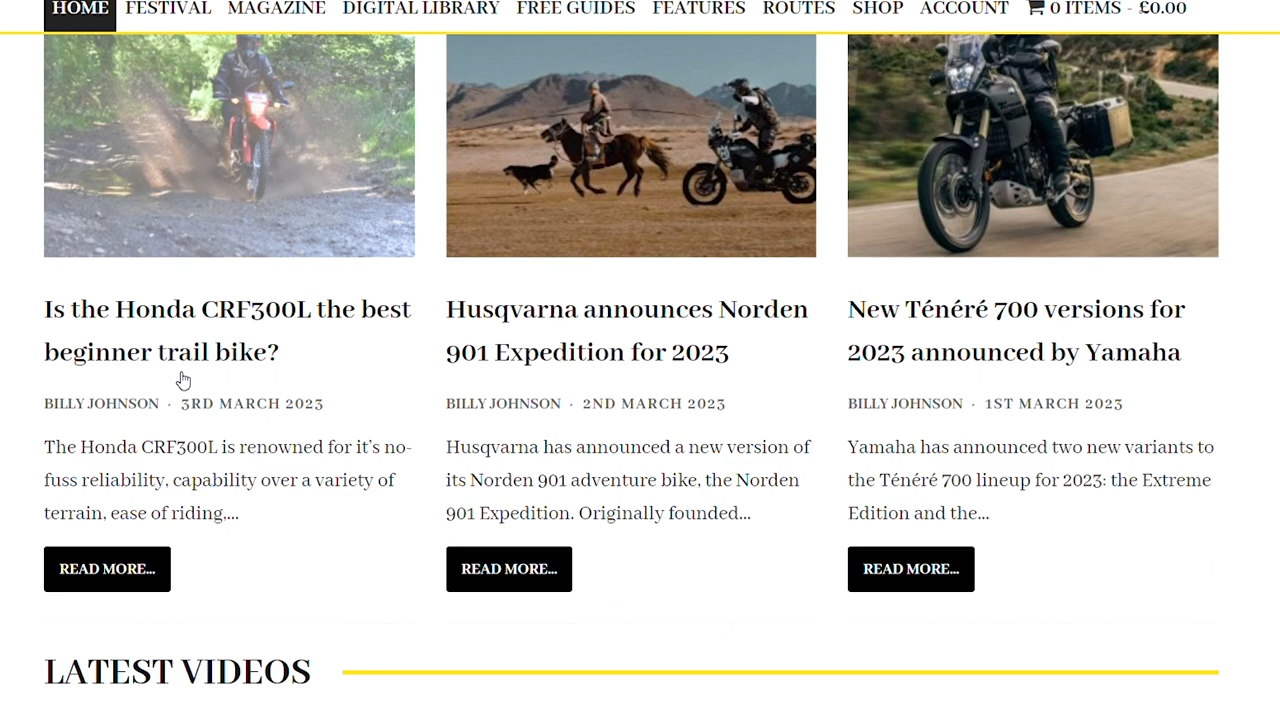 HOME FESTIVAL MAGAZINE DIGITAL LIBRARY FREE GUIDES FEATURES ROUTES SHOP ACCOUNT 0 ITEMS - £0.00
Is the Honda CRF300L the best
beginner trail bike?
BILLY JOHNSON · 3RD MARCH 2023
The Honda CRF300L is renowned for it's no-
fuss reliability, capability over a variety of
terrain, ease of riding,...
READ MORE...
Husqvarna announces Norden
901 Expedition for 2023
BILLY JOHNSON · 2ND MARCH 2023
Husqvarna has announced a new version of
its Norden 901 adventure bike, the Norden
901 Expedition. Originally founded...
READ MORE...
New Ténéré 700 versions for
2023 announced by Yamaha
BILLY JOHNSON · 1ST MARCH 2023
Yamaha has announced two new variants to
the Ténéré 700 lineup for 2023: the Extreme
Edition and the...
READ MORE...
LATEST VIDEOS